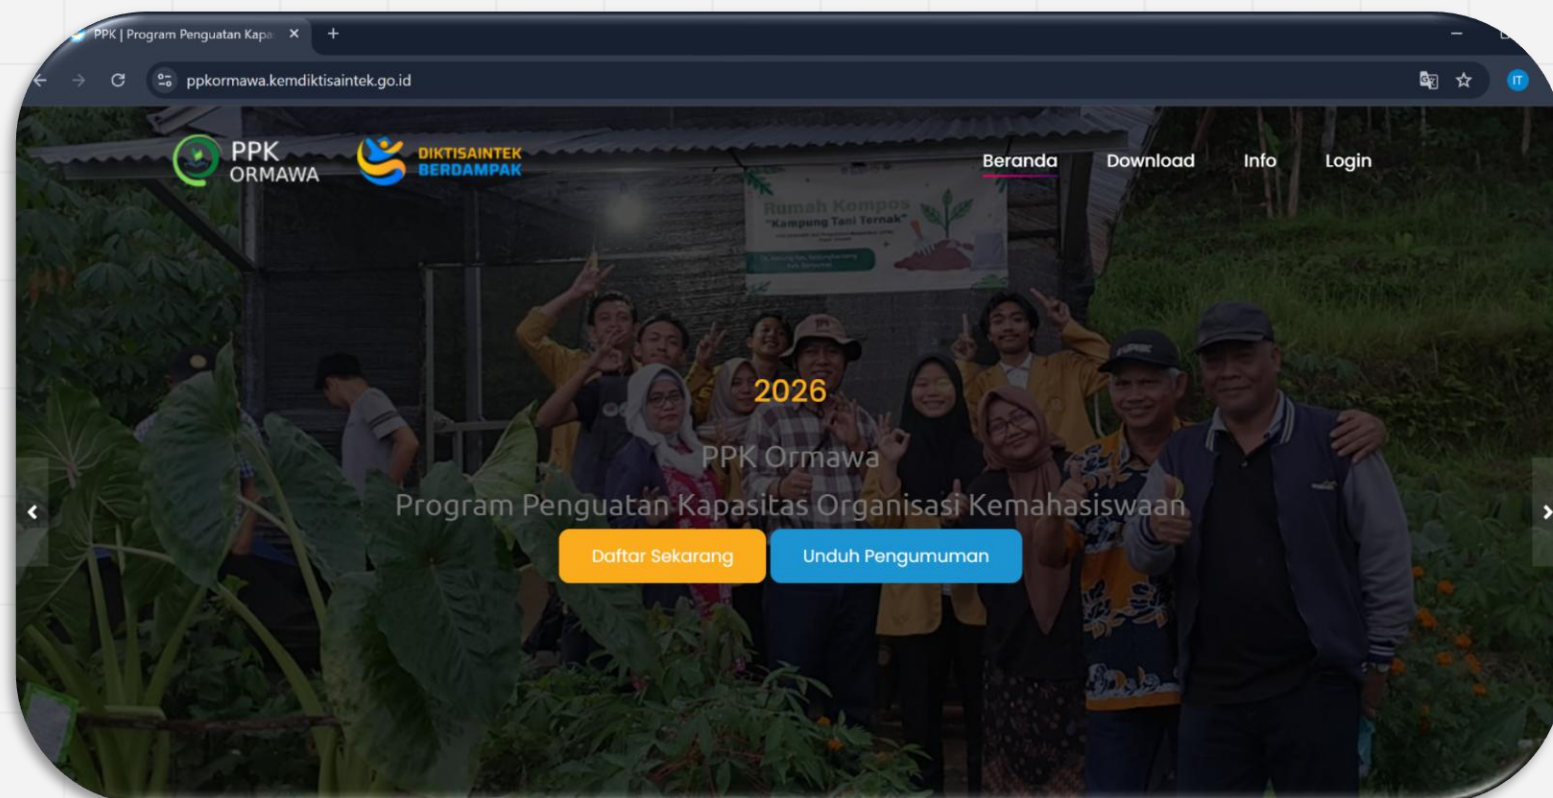 PPK | Program Penguatan Kapa
ppkormawa.kemdiktisaintek.go.id
IT
PPK
ORMAWA
DIKTISAINTEK
BERDAMPAK
Beranda
Download
Info
Login
Rumah Kompos
"Kampung Tani Ternak"
2026
PPK Ormawa
Program Penguatan Kapasitas Organisasi Kemahasiswaan
Daftar Sekarang
Unduh Pengumuman